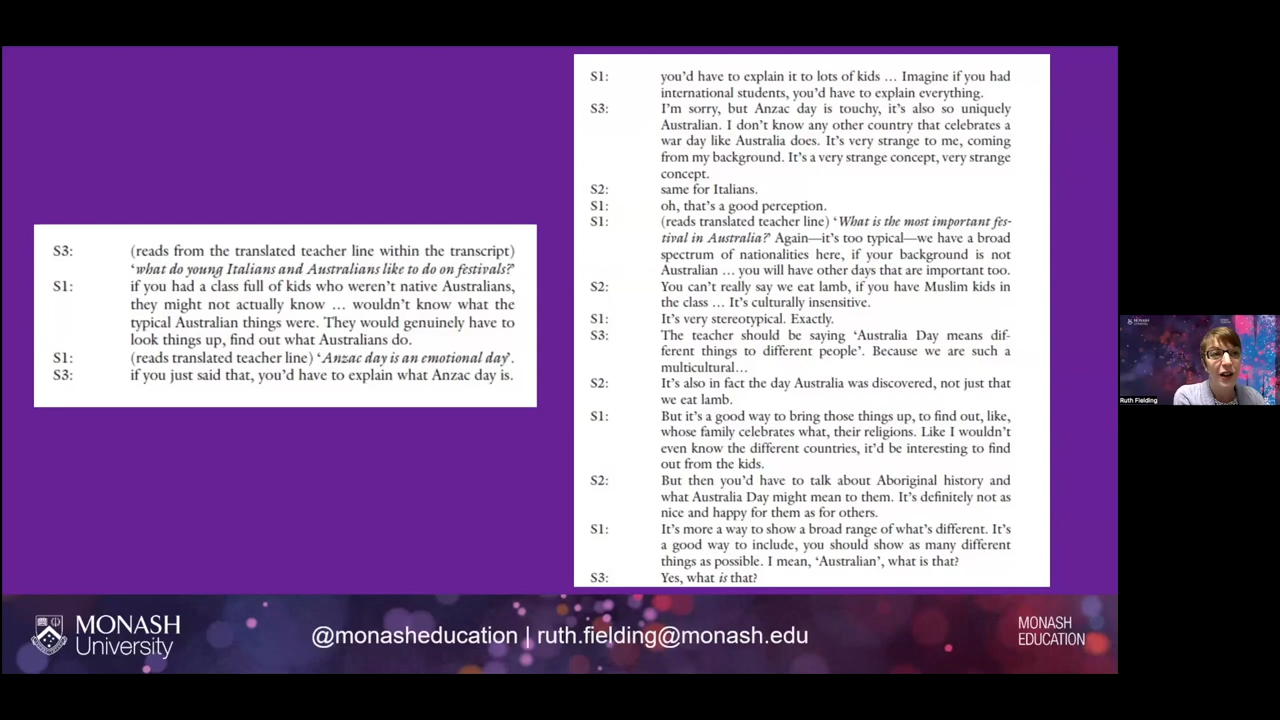 S3: (reads from the translated teacher line within the transcript)
'what do young Italians and Australians like to do on festivals?'
S1: if you had a class full of kids who weren't native Australians,
they might not actually know … wouldn't know what the
typical Australian things were. They would genuinely have to
look things up, find out what Australians do.
S1: (reads translated teacher line) 'Anzac day is an emotional day'.
S3: if you just said that, you'd have to explain what Anzac day is.
S1: you'd have to explain it to lots of kids … Imagine if you had
international students, you'd have to explain everything.
S3: I'm sorry, but Anzac day is touchy, it's also so uniquely
Australian. I don't know any other country that celebrates a
war day like Australia does. It's very strange to me, coming
from my background. It's a very strange concept, very strange
concept.
S2: same for Italians.
S1: oh, that's a good perception.
S1: (reads translated teacher line) 'What is the most important fes-
tival in Australia?' Again—it's too typical—we have a broad
spectrum of nationalities here, if your background is not
Australian … you will have other days that are important too.
S2: You can't really say we eat lamb, if you have Muslim kids in
the class … It's culturally insensitive.
S1: It's very stereotypical. Exactly.
S3: The teacher should be saying 'Australia Day means dif-
ferent things to different people'. Because we are such a
multicultural…
S2: It's also in fact the day Australia was discovered, not just that
we eat lamb.
S1: But it's a good way to bring those things up, to find out, like,
whose family celebrates what, their religions. Like I wouldn't
even know the different countries, it'd be interesting to find
out from the kids.
S2: But then you'd have to talk about Aboriginal history and
what Australia Day might mean to them. It's definitely not as
nice and happy for them as for others.
S1: It's more a way to show a broad range of what's different. It's
a good way to include, you should show as many different
things as possible. I mean, 'Australian', what is that?
S3: Yes, what is that?
MONASH
University
@monasheducation | ruth.fielding@monash.edu
MONASH
EDUCATION
Ruth Fielding